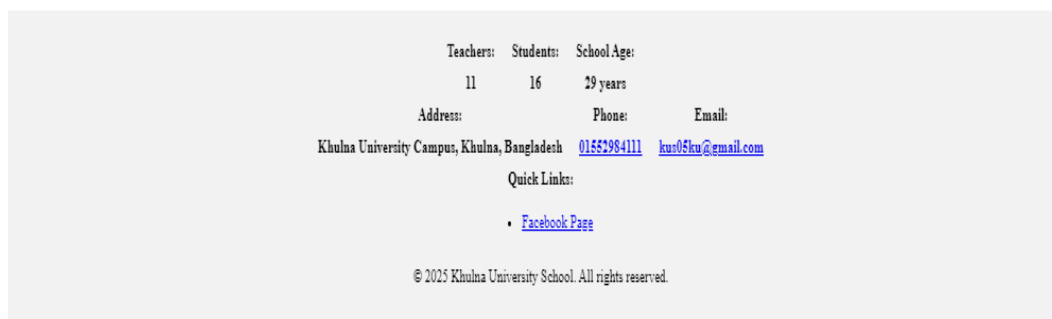 Teachers: Students: School Age:
11 16 29 years
Address: Phone: Email:
Khulna University Campus, Khulna, Bangladesh 01552984111 kus05ku@gmail.com
Quick Links:
• Facebook Page
© 2025 Khulna University School. All rights reserved.